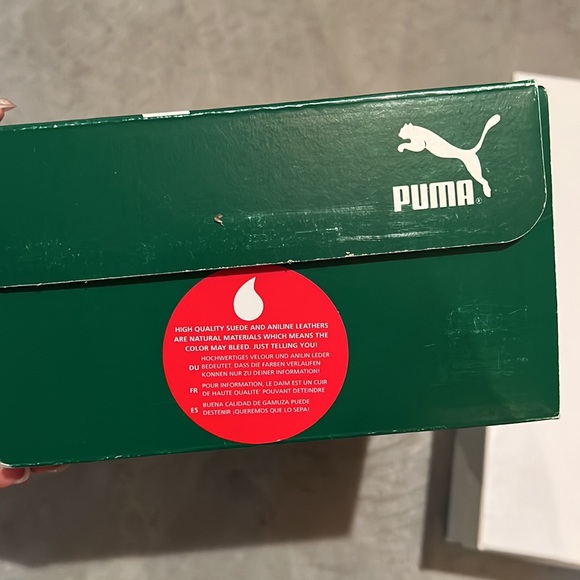 PUMA®
HIGH QUALITY SUEDE AND ANILINE LEATHERS
ARE NATURAL MATERIALS WHICH MEANS THE
COLOR MAY BLEED. JUST TELLING YOU!
HOCHWERTIGES VELOUR UND ANILIN LEDER
DU BEDEUTET, DASS DIE FARBEN VERLAUFEN
KONNEN NUR ZU DEINER INFORMATION!
FR POUR INFORMATION, LE DAIM EST UN CUIR
DE HAUTE QUALITE' POUVANT DETEINDRE
BUENA CALIDAD DE GAMUZA PUEDE
ES DESTENIR ¡QUEREMOS QUE LO SEPA!